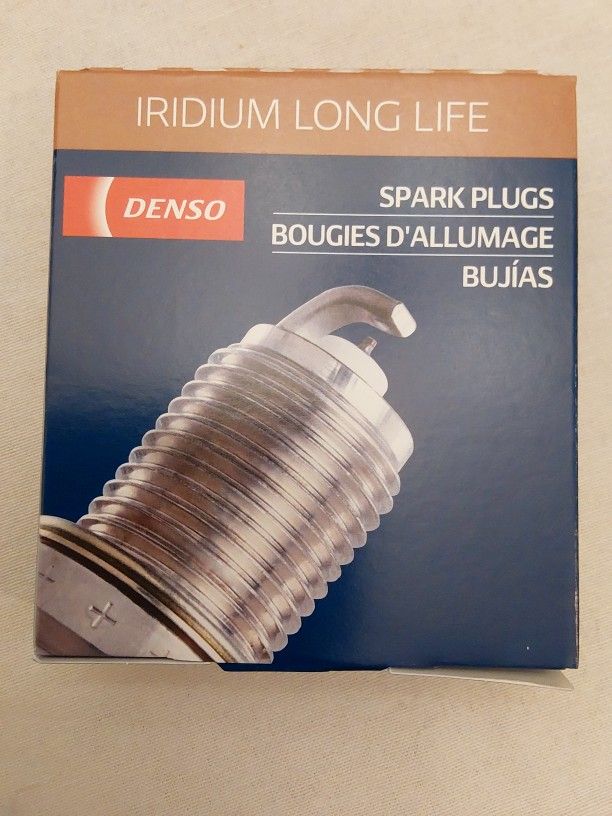 IRIDIUM LONG LIFE
DENSO
SPARK PLUGS
BOUGIES D'ALLUMAGE
BUJÍAS